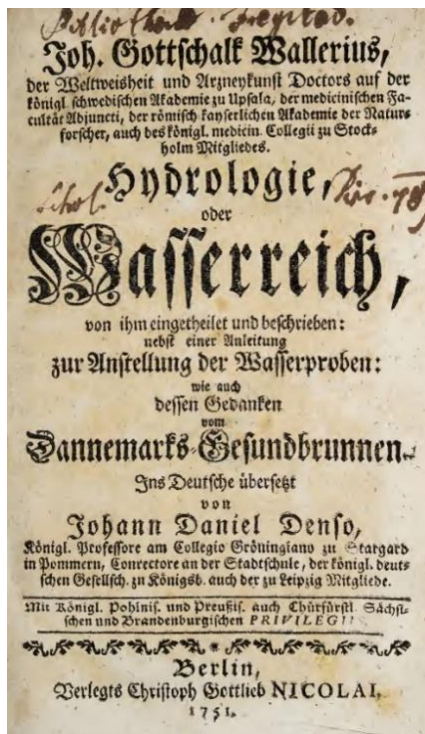 Joh. Gottschalk Wallerius,
der Weltweisheit und Arzneykunst Doctors auf der
königl. schwedischen Akademie zu Upsala, der medicinischen Fa-
cultät Adjuncti, der römisch kayserlichen Akademie der Natur-
forscher, auch des königl. medicin. Collegii zu Stock-
holm Mitgliedes.
Hydrologie,
oder
Wasserreich,
von ihm eingetheilet und beschrieben:
nebst einer Anleitung
zur Anstellung der Wasserproben:
wie auch
dessen Gedanken
vom
Dannemarks-Gesundbrunnen.
Ins Deutsche übersetzt
von
Johann Daniel Denso,
Königl. Professore am Collegio Gröningiano zu Stargard
in Pommern, Conrectore an der Stadtschule, der königl. deut-
schen Gesellsch. zu Königsb. auch der zu Leipzig Mitgliede.
Mit Königl. Pohlnis. und Preußis. auch Chürfürstl. Sächsi-
schen und Brandenburgischen PRIVILEGIIS
Berlin,
Verlegts Christoph Gottlieb NICOLAI,
1751.